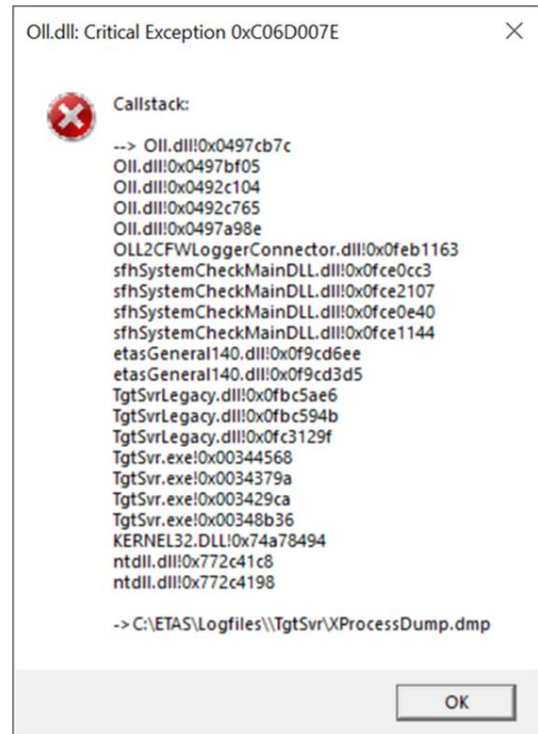 Oll.dll: Critical Exception 0xC06D007E
Callstack:
--> Oll.dll!0x0497cb7c
Oll.dll!0x0497bf05
Oll.dll!0x0492c104
Oll.dll!0x0492c765
Oll.dll!0x0497a98e
OLL2CFWLoggerConnector.dll!0x0feb1163
sfhSystemCheckMainDLL.dll!0x0fce0cc3
sfhSystemCheckMainDLL.dll!0x0fce2107
sfhSystemCheckMainDLL.dll!0x0fce0e40
sfhSystemCheckMainDLL.dll!0x0fce1144
etasGeneral140.dll!0x0f9cd6ee
etasGeneral140.dll!0x0f9cd3d5
TgtSvrLegacy.dll!0x0fbc5ae6
TgtSvrLegacy.dll!0x0fbc594b
TgtSvrLegacy.dll!0x0fc3129f
TgtSvr.exe!0x00344568
TgtSvr.exe!0x0034379a
TgtSvr.exe!0x003429ca
TgtSvr.exe!0x00348b36
KERNEL32.DLL!0x74a78494
ntdll.dll!0x772c41c8
ntdll.dll!0x772c4198
->C:\ETAS\Logfiles\\TgtSvr\XProcessDump.dmp
OK